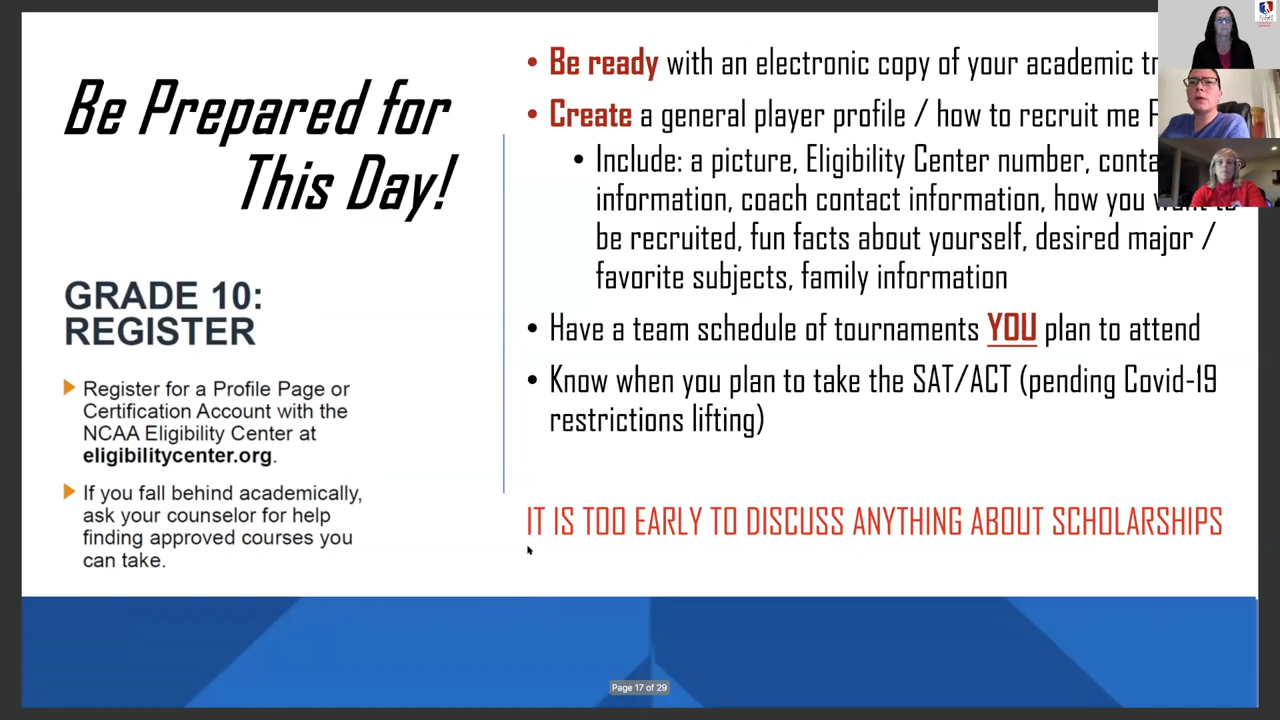 Be Prepared for
This Day!
GRADE 10:
REGISTER
Register for a Profile Page or
Certification Account with the
NCAA Eligibility Center at
eligibilitycenter.org.
If you fall behind academically,
ask your counselor for help
finding approved courses you
can take.
• Be ready with an electronic copy of your academic
• Create a general player profile / how to recruit me
• Include: a picture, Eligibility Center number,
information, coach contact information, how you want to
be recruited, fun facts about yourself, desired major /
favorite subjects, family information
• Have a team schedule of tournaments YOU plan to attend
• Know when you plan to take the SAT/ACT (pending Covid-19
restrictions lifting)
IT IS TOO EARLY TO DISCUSS ANYTHING ABOUT SCHOLARSHIPS
Page 17 of 29